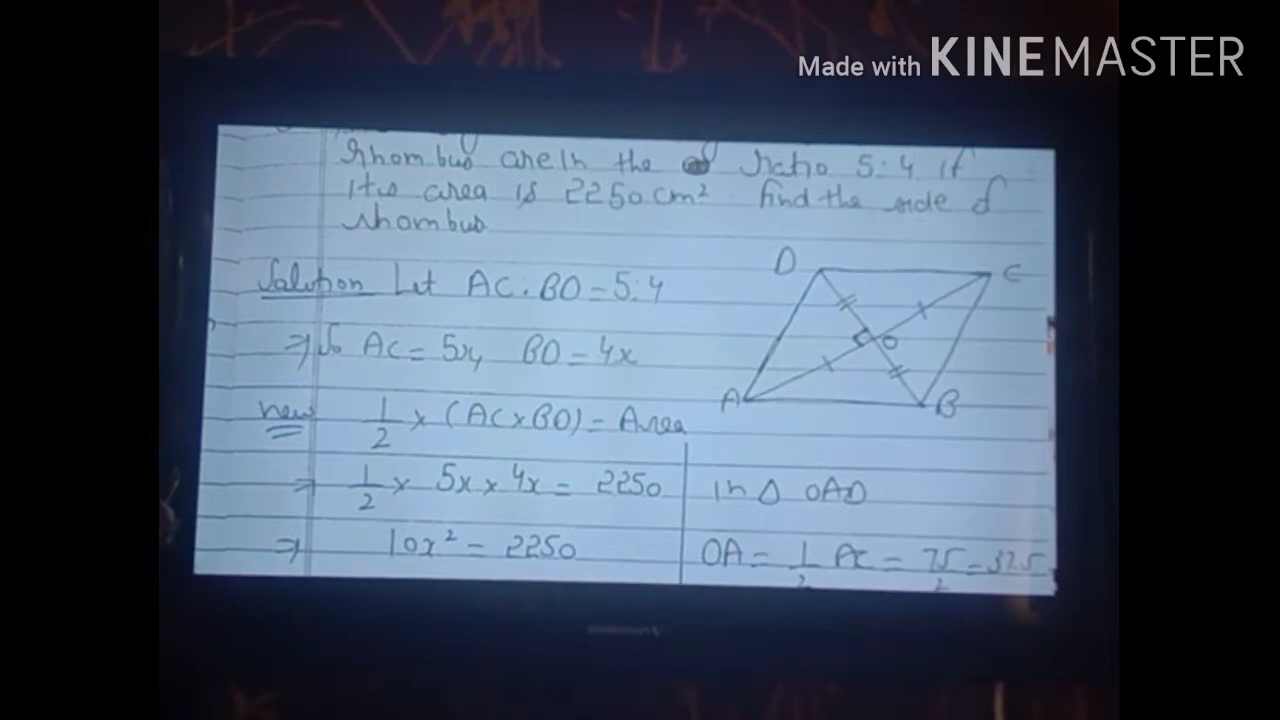 Made with KINEMASTER
Rhombus are in the ratio 5:4 if
its area is 2250 cm² find the side of
rhombus
D C
Solution Let AC : BD = 5:4
⇒ So AC = 5x, BD = 4x
O
A B
new 1/2 × (AC × BD) = Area
⇒ 1/2 × 5x × 4x = 2250
In Δ OAD
⇒ 10x² = 2250
OA = 1/2 AC = 75/2 = 37.5